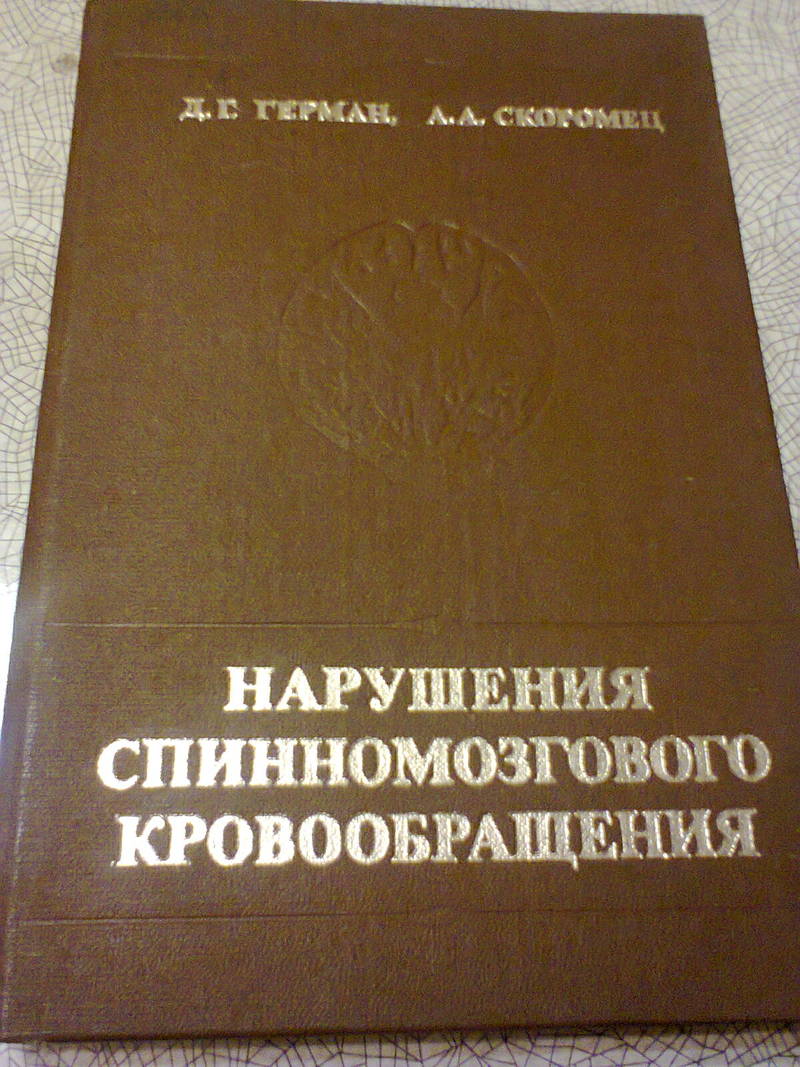 Д. Г. ГЕРМАН, А. А. СКОРОМЕЦ
НАРУШЕНИЯ
СПИННОМОЗГОВОГО
КРОВООБРАЩЕНИЯ